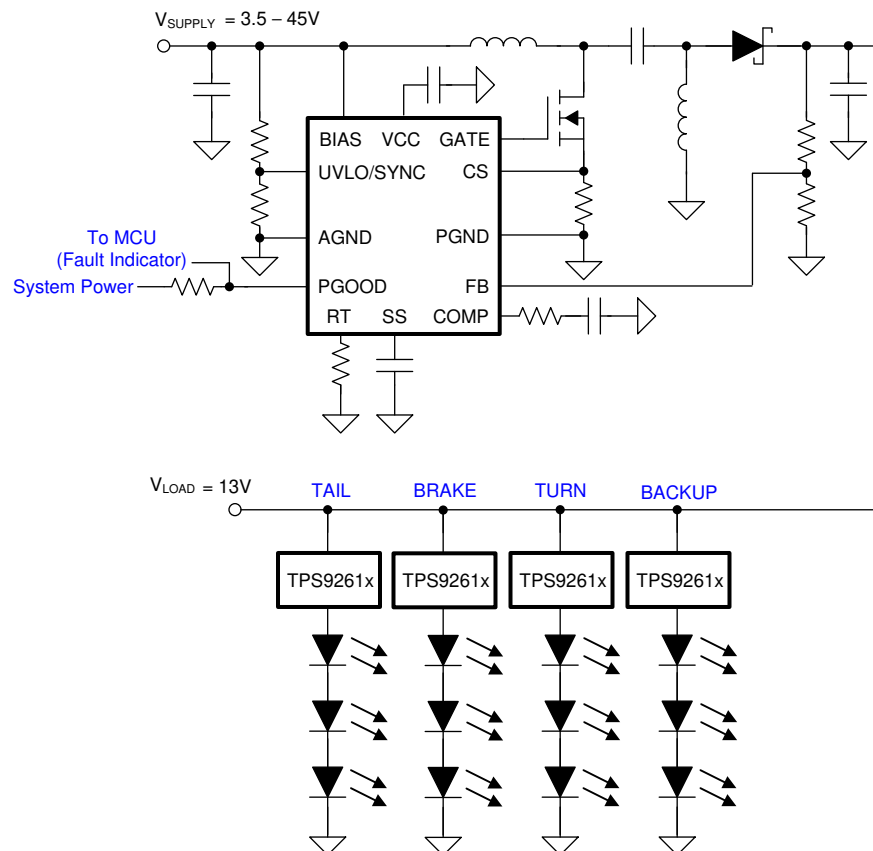 VSUPPLY = 3.5 – 45V
BIAS VCC GATE
UVLO/SYNC CS
AGND PGND
To MCU
(Fault Indicator)
System Power
PGOOD FB
RT SS COMP
VLOAD = 13V
TAIL BRAKE TURN BACKUP
TPS9261x TPS9261x TPS9261x TPS9261x